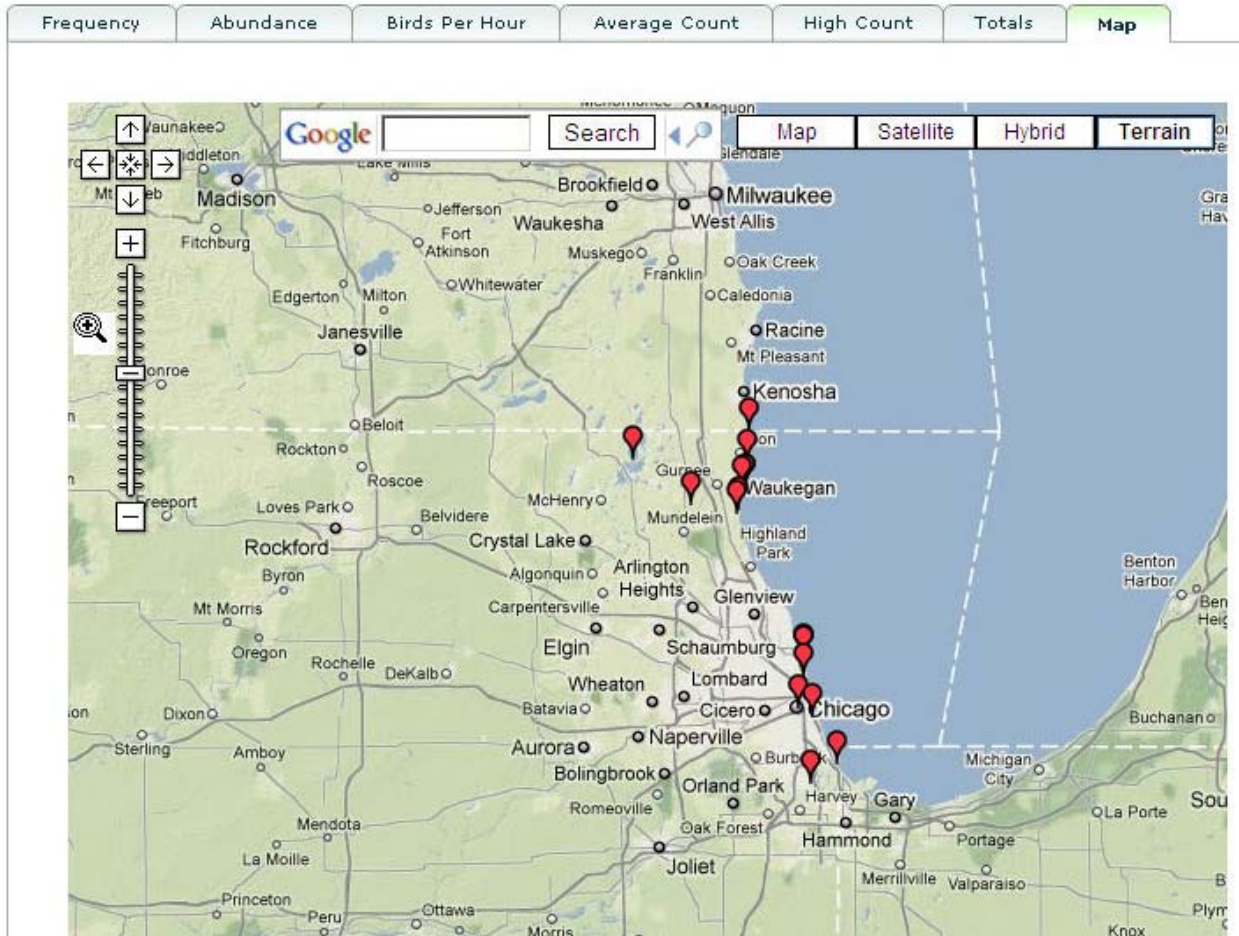 Frequency Abundance Birds Per Hour Average Count High Count Totals Map
Google Search Map Satellite Hybrid Terrain
Glendale
Lake Mills
Brookfield
Madison
Milwaukee
Jefferson
Waukesha
West Allis
Fitchburg
Fort
Atkinson
Muskego
Franklin
Oak Creek
Whitewater
Edgerton
Milton
Caledonia
Janesville
Racine
Mt Pleasant
Kenosha
Beloit
Rockton
Roscoe
Gurnee
Waukegan
McHenry
Loves Park
Belvidere
Mundelein
Rockford
Crystal Lake
Highland
Park
Byron
Algonquin
Arlington
Heights
Glenview
Benton
Harbor
Mt Morris
Carpentersville
Oregon
Elgin
Schaumburg
Rochelle
DeKalb
Wheaton
Lombard
Dixon
Batavia
Cicero
Chicago
Buchanan
Sterling
Amboy
Aurora
Naperville
Michigan
City
Bolingbrook
Orland Park
Romeoville
Harvey
Gary
La Porte
Mendota
Oak Forest
Hammond
Portage
La Moille
Joliet
Merrillville
Valparaiso
Princeton
Peru
Ottawa
Morris
Knox